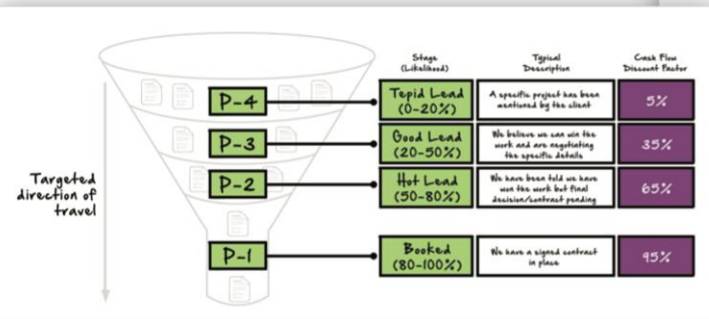 Stage
(Likelihood)
Typical
Description
Cash Flow
Discount Factor
P-4
Tepid Lead
(0-20%)
A specific project has been
mentioned by the client
5%
P-3
Good Lead
(20-50%)
We believe we can win the
work and are negotiating
the specific details
35%
Targeted
direction of
travel
P-2
Hot Lead
(50-80%)
We have been told we have
won the work but final
decision/contract pending
65%
P-1
Booked
(80-100%)
We have a signed contract
in place
95%